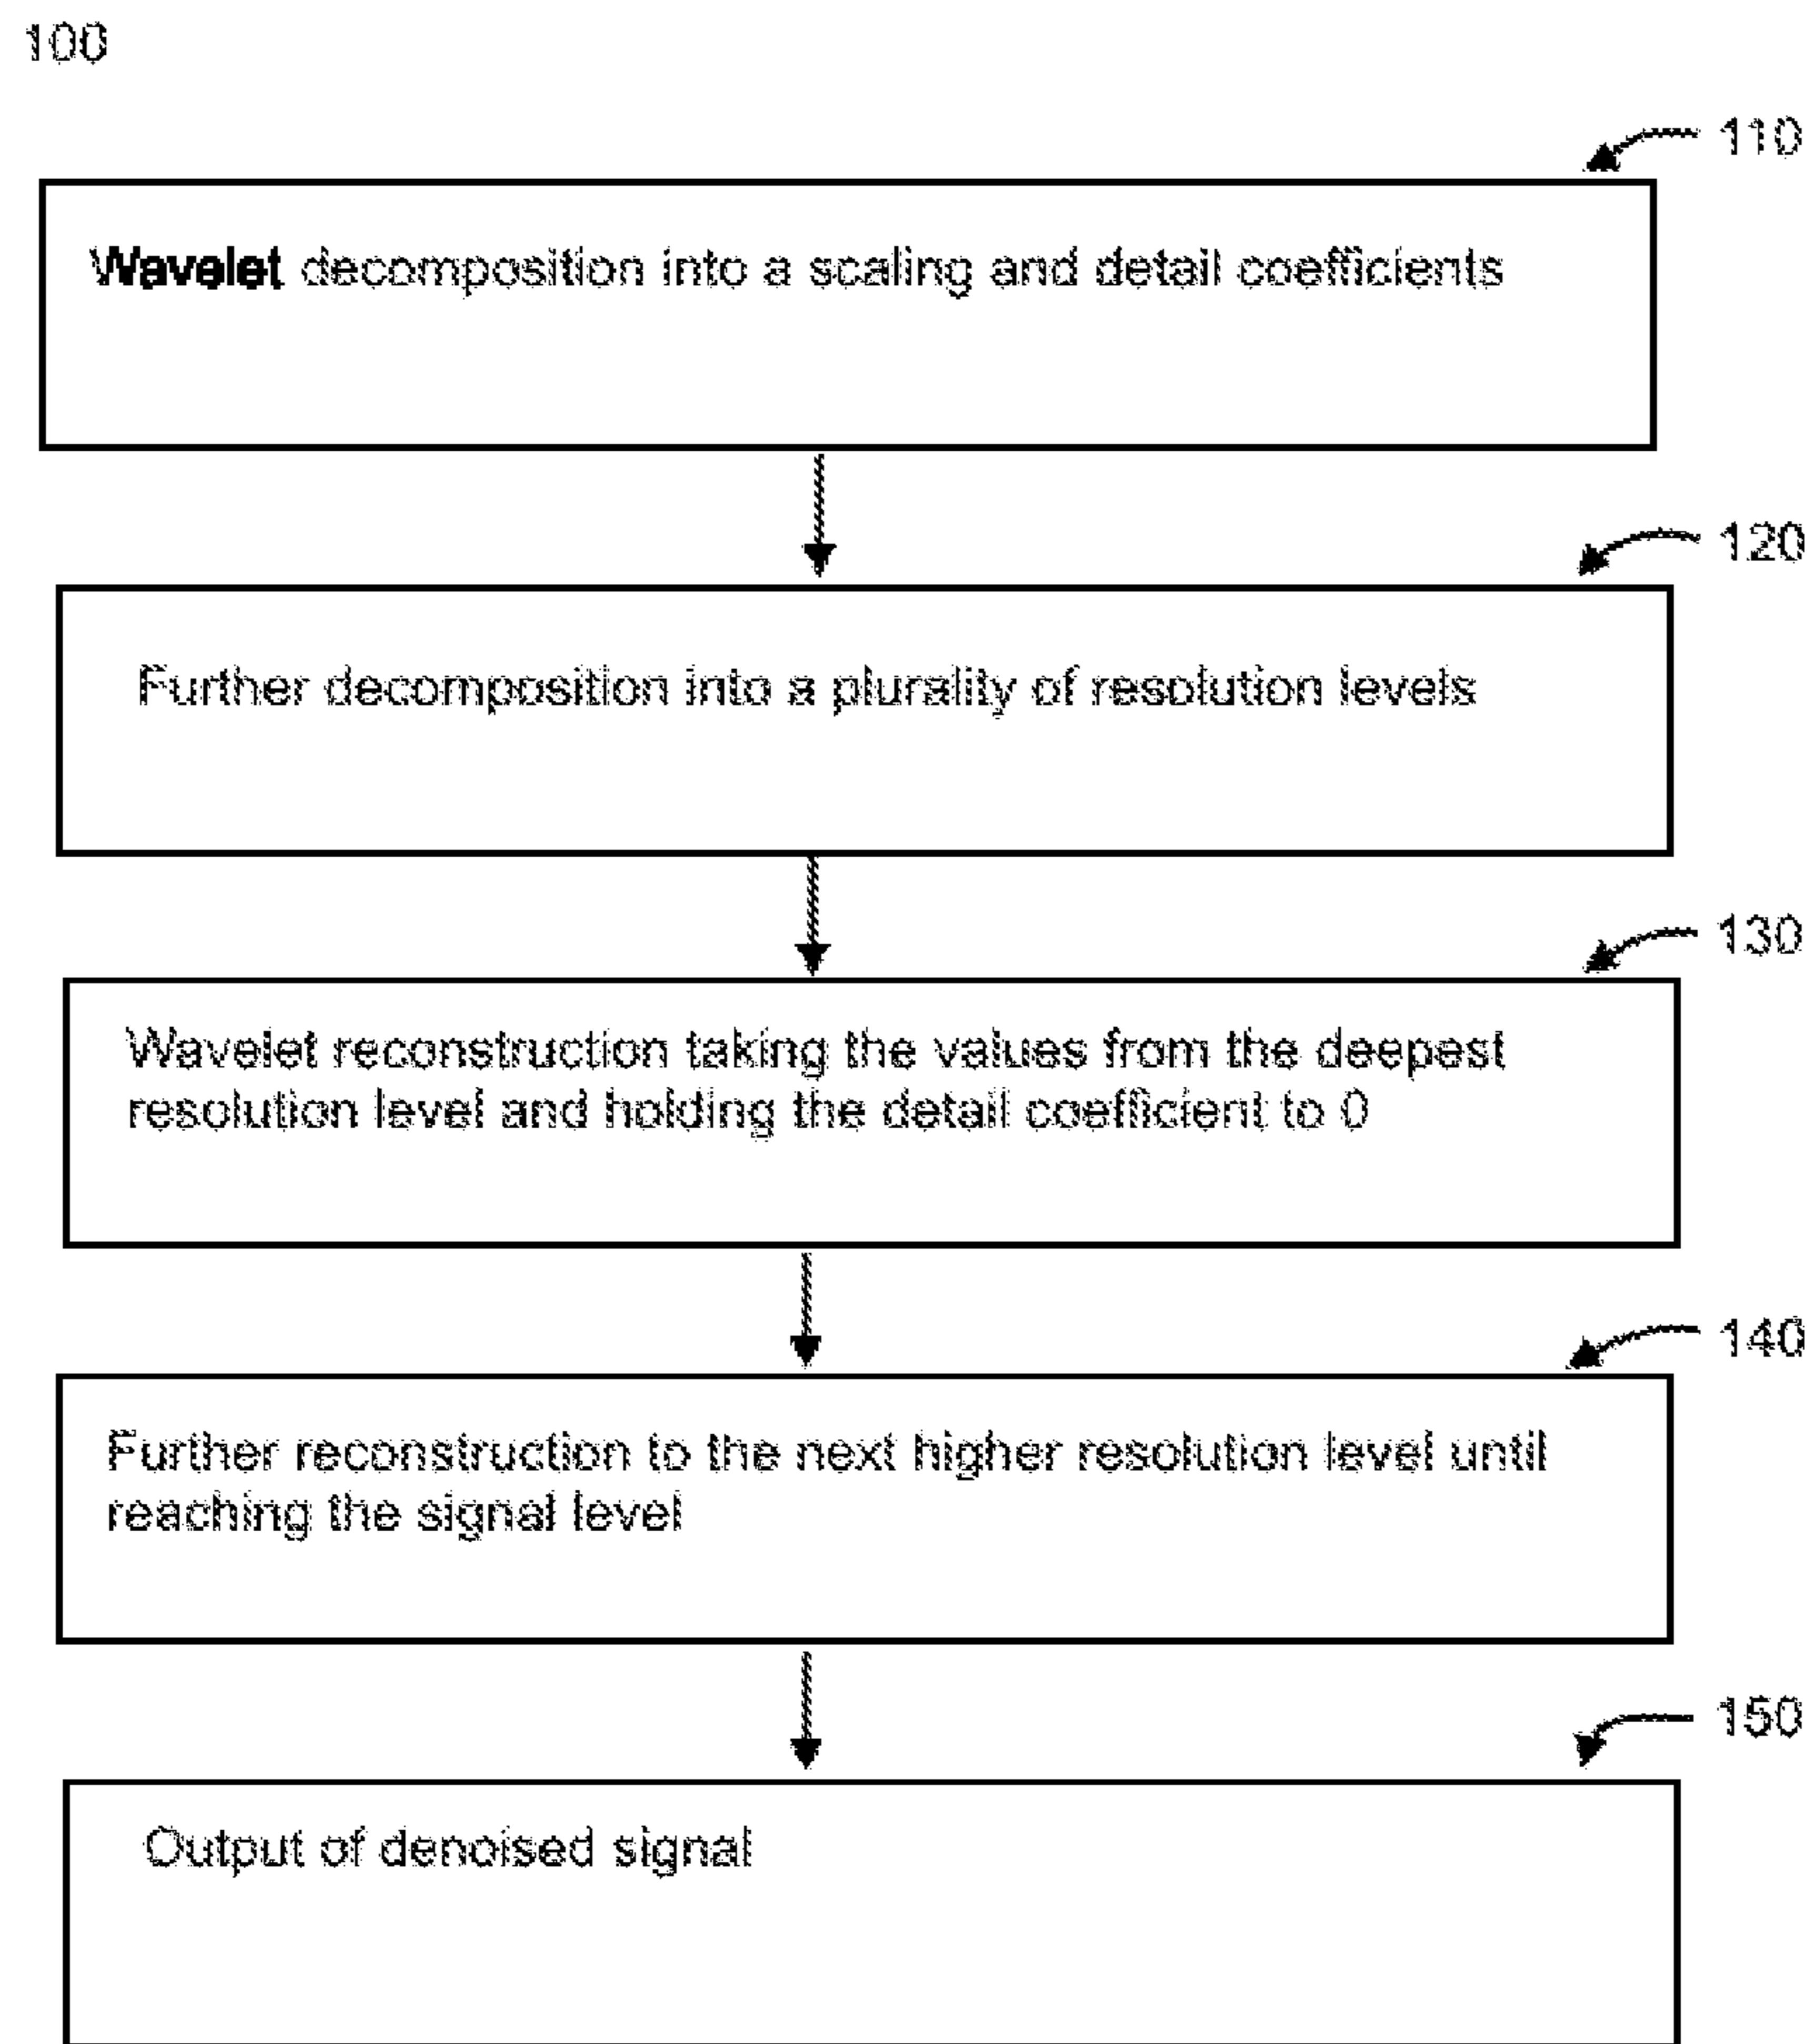 100
110
Wavelet decomposition into a scaling and detail coefficients
120
Further decomposition into a plurality of resolution levels
130
Wavelet reconstruction taking the values from the deepest
resolution level and holding the detail coefficient to 0
140
Further reconstruction to the next higher resolution level until
reaching the signal level
150
Output of denoised signal